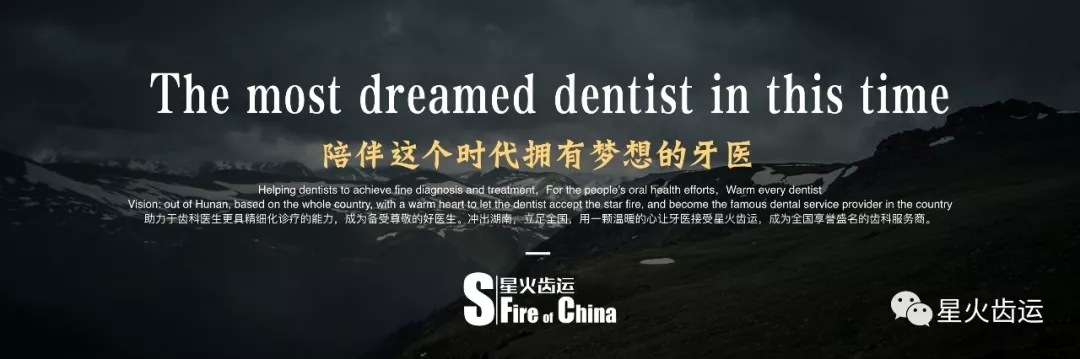 The most dreamed dentist in this time
陪伴这个时代拥有梦想的牙医
Helping dentists to achieve fine diagnosis and treatment，For the people's oral health efforts，Warm every dentist
Vision: out of Hunan, based on the whole country, with a warm heart to let the dentist accept the star fire, and become the famous dental service provider in the country
助力于齿科医生更具精细化诊疗的能力，成为备受尊敬的好医生。冲出湖南，立足全国，用一颗温暖的心让牙医接受星火齿运，成为全国享誉盛名的齿科服务商。
S 星火齿运
Fire of China
星火齿运